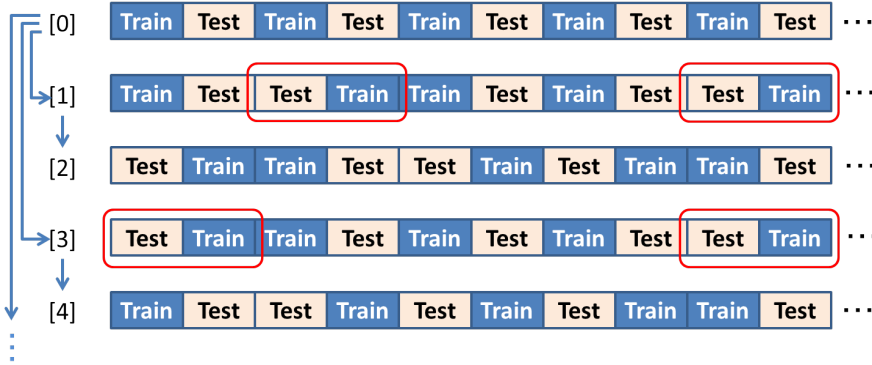 [0] Train Test Train Test Train Test Train Test Train Test ...
[1] Train Test Test Train Train Test Train Test Test Train ...
[2] Test Train Train Test Test Train Test Train Train Test ...
[3] Test Train Train Test Train Test Train Test Test Train ...
[4] Train Test Test Train Test Train Test Train Train Test ...